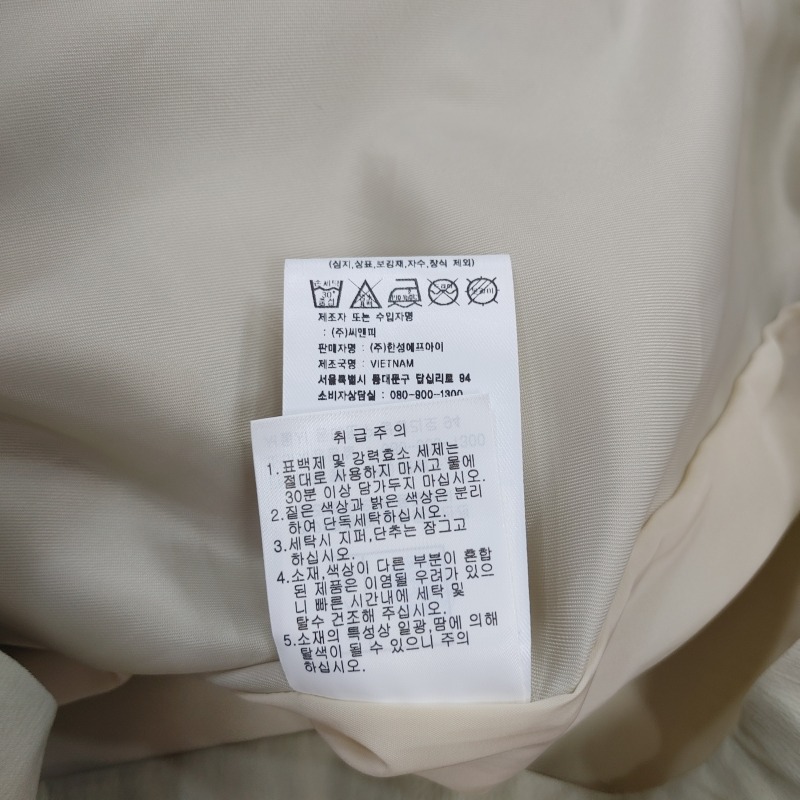 (심지,상표,보강재,자수,장식 제외)
손세탁
30°
중성
제조자 또는 수입자명
: (주)씨앤피
판매자명 : (주)한성에프아이
제조국명 : VIETNAM
서울특별시 동대문구 답십리로 94
소비자상담실 : 080-900-1300
취급주의
1.표백제 및 강력효소 세제는
절대로 사용하지 마시고 물에
30분 이상 담가두지 마십시오.
2.짙은 색상과 밝은 색상은 분리
하여 단독세탁하십시오.
3.세탁시 지퍼,단추는 잠그고
하십시오.
4.소재,색상이 다른 부분이 혼합
된 제품은 이염될 우려가 있으
니 빠른 시간내에 세탁 및
탈수 건조해 주십시오.
5.소재의 특성상 일광,땀에 의해
탈색이 될 수 있으니 주의
하십시오.